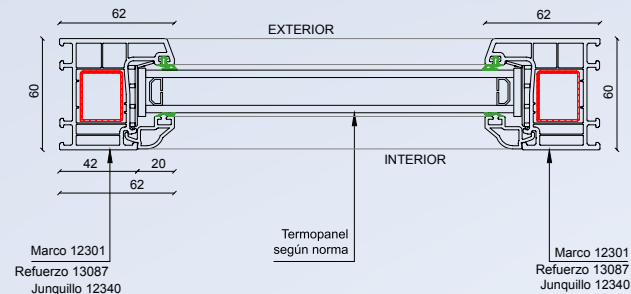 62
62
EXTERIOR
60
60
INTERIOR
42
20
62
Termopanel
según norma
Marco 12301
Refuerzo 13087
Junquillo 12340
Marco 12301
Refuerzo 13087
Junquillo 12340